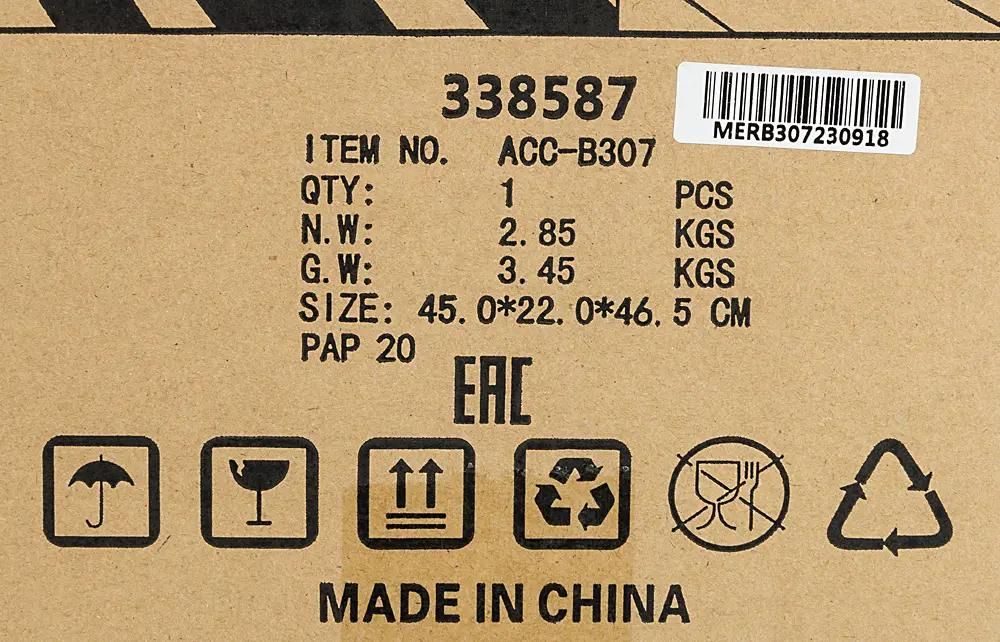 338587
MERB307230918
ITEM NO. ACC-B307
QTY: 1 PCS
N.W: 2.85 KGS
G.W: 3.45 KGS
SIZE: 45.0*22.0*46.5 CM
PAP 20
EAC
MADE IN CHINA